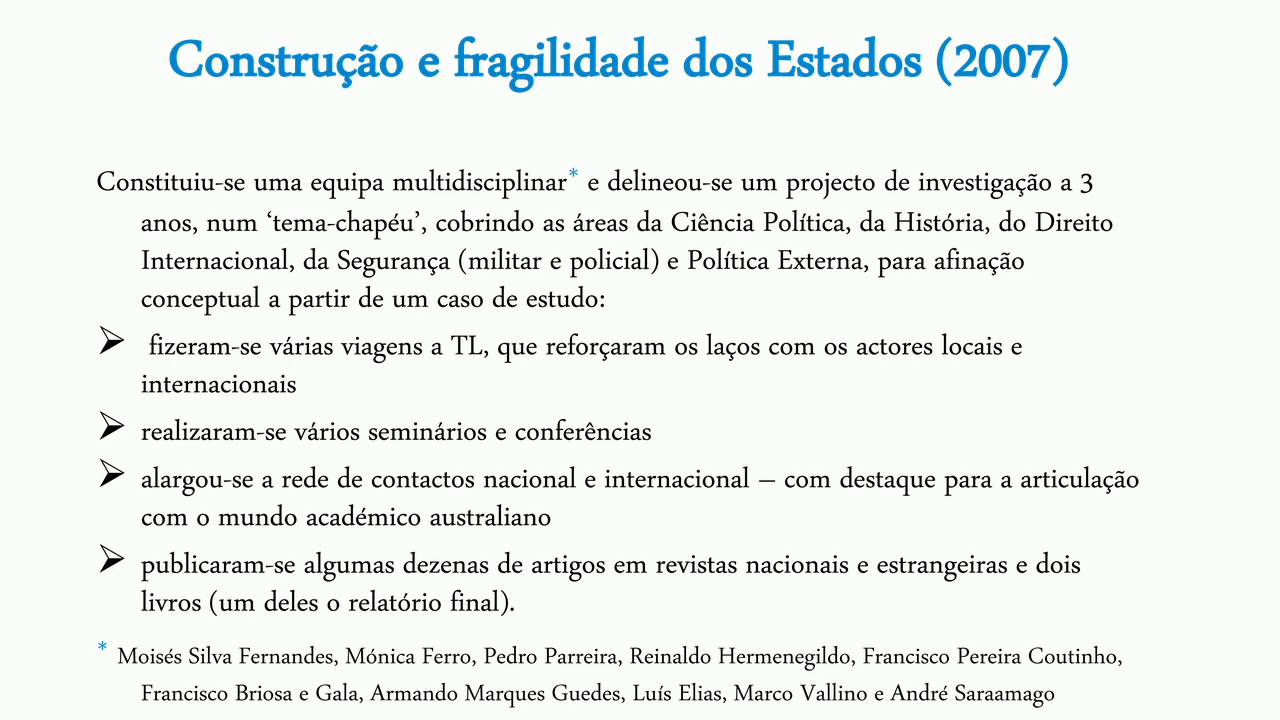 Construção e fragilidade dos Estados (2007)
Constituiu-se uma equipa multidisciplinar* e delineou-se um projecto de investigação a 3
anos, num ‘tema-chapéu’, cobrindo as áreas da Ciência Política, da História, do Direito
Internacional, da Segurança (militar e policial) e Política Externa, para afinação
conceptual a partir de um caso de estudo:
➢ fizeram-se várias viagens a TL, que reforçaram os laços com os actores locais e
internacionais
➢ realizaram-se vários seminários e conferências
➢ alargou-se a rede de contactos nacional e internacional – com destaque para a articulação
com o mundo académico australiano
➢ publicaram-se algumas dezenas de artigos em revistas nacionais e estrangeiras e dois
livros (um deles o relatório final).
* Moisés Silva Fernandes, Mónica Ferro, Pedro Parreira, Reinaldo Hermenegildo, Francisco Pereira Coutinho,
Francisco Briosa e Gala, Armando Marques Guedes, Luís Elias, Marco Vallino e André Saraamago